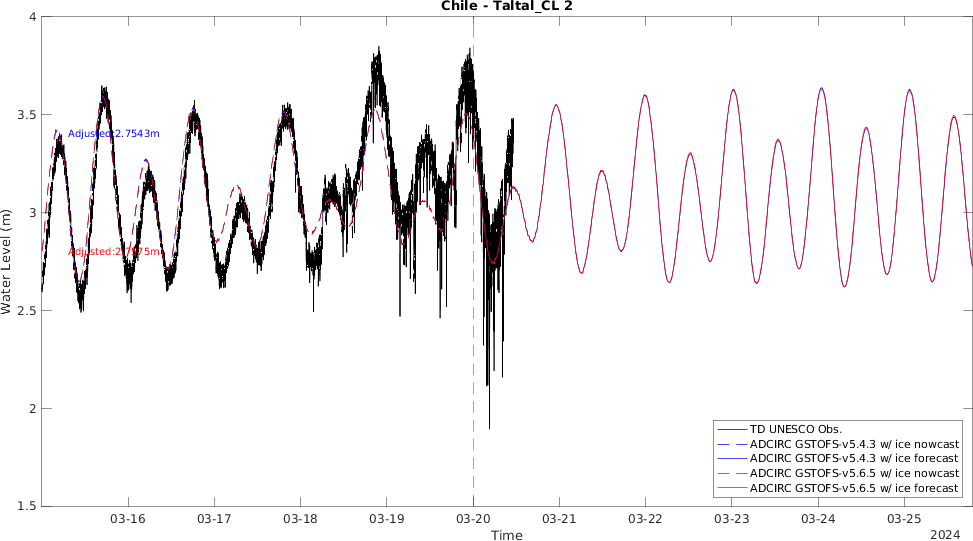 Chile - Taltal_CL 2
Water Level (m)
4
3.5
3
2.5
2
1.5
Adjusted:2.7543m
03-16
03-17
03-18
03-19
03-20
03-21
03-22
03-23
03-24
03-25
Time
2024
TD UNESCO Obs.
ADCIRC GSTOFS-v5.4.3 w/ ice nowcast
ADCIRC GSTOFS-v5.4.3 w/ ice forecast
ADCIRC GSTOFS-v5.6.5 w/ ice nowcast
ADCIRC GSTOFS-v5.6.5 w/ ice forecast